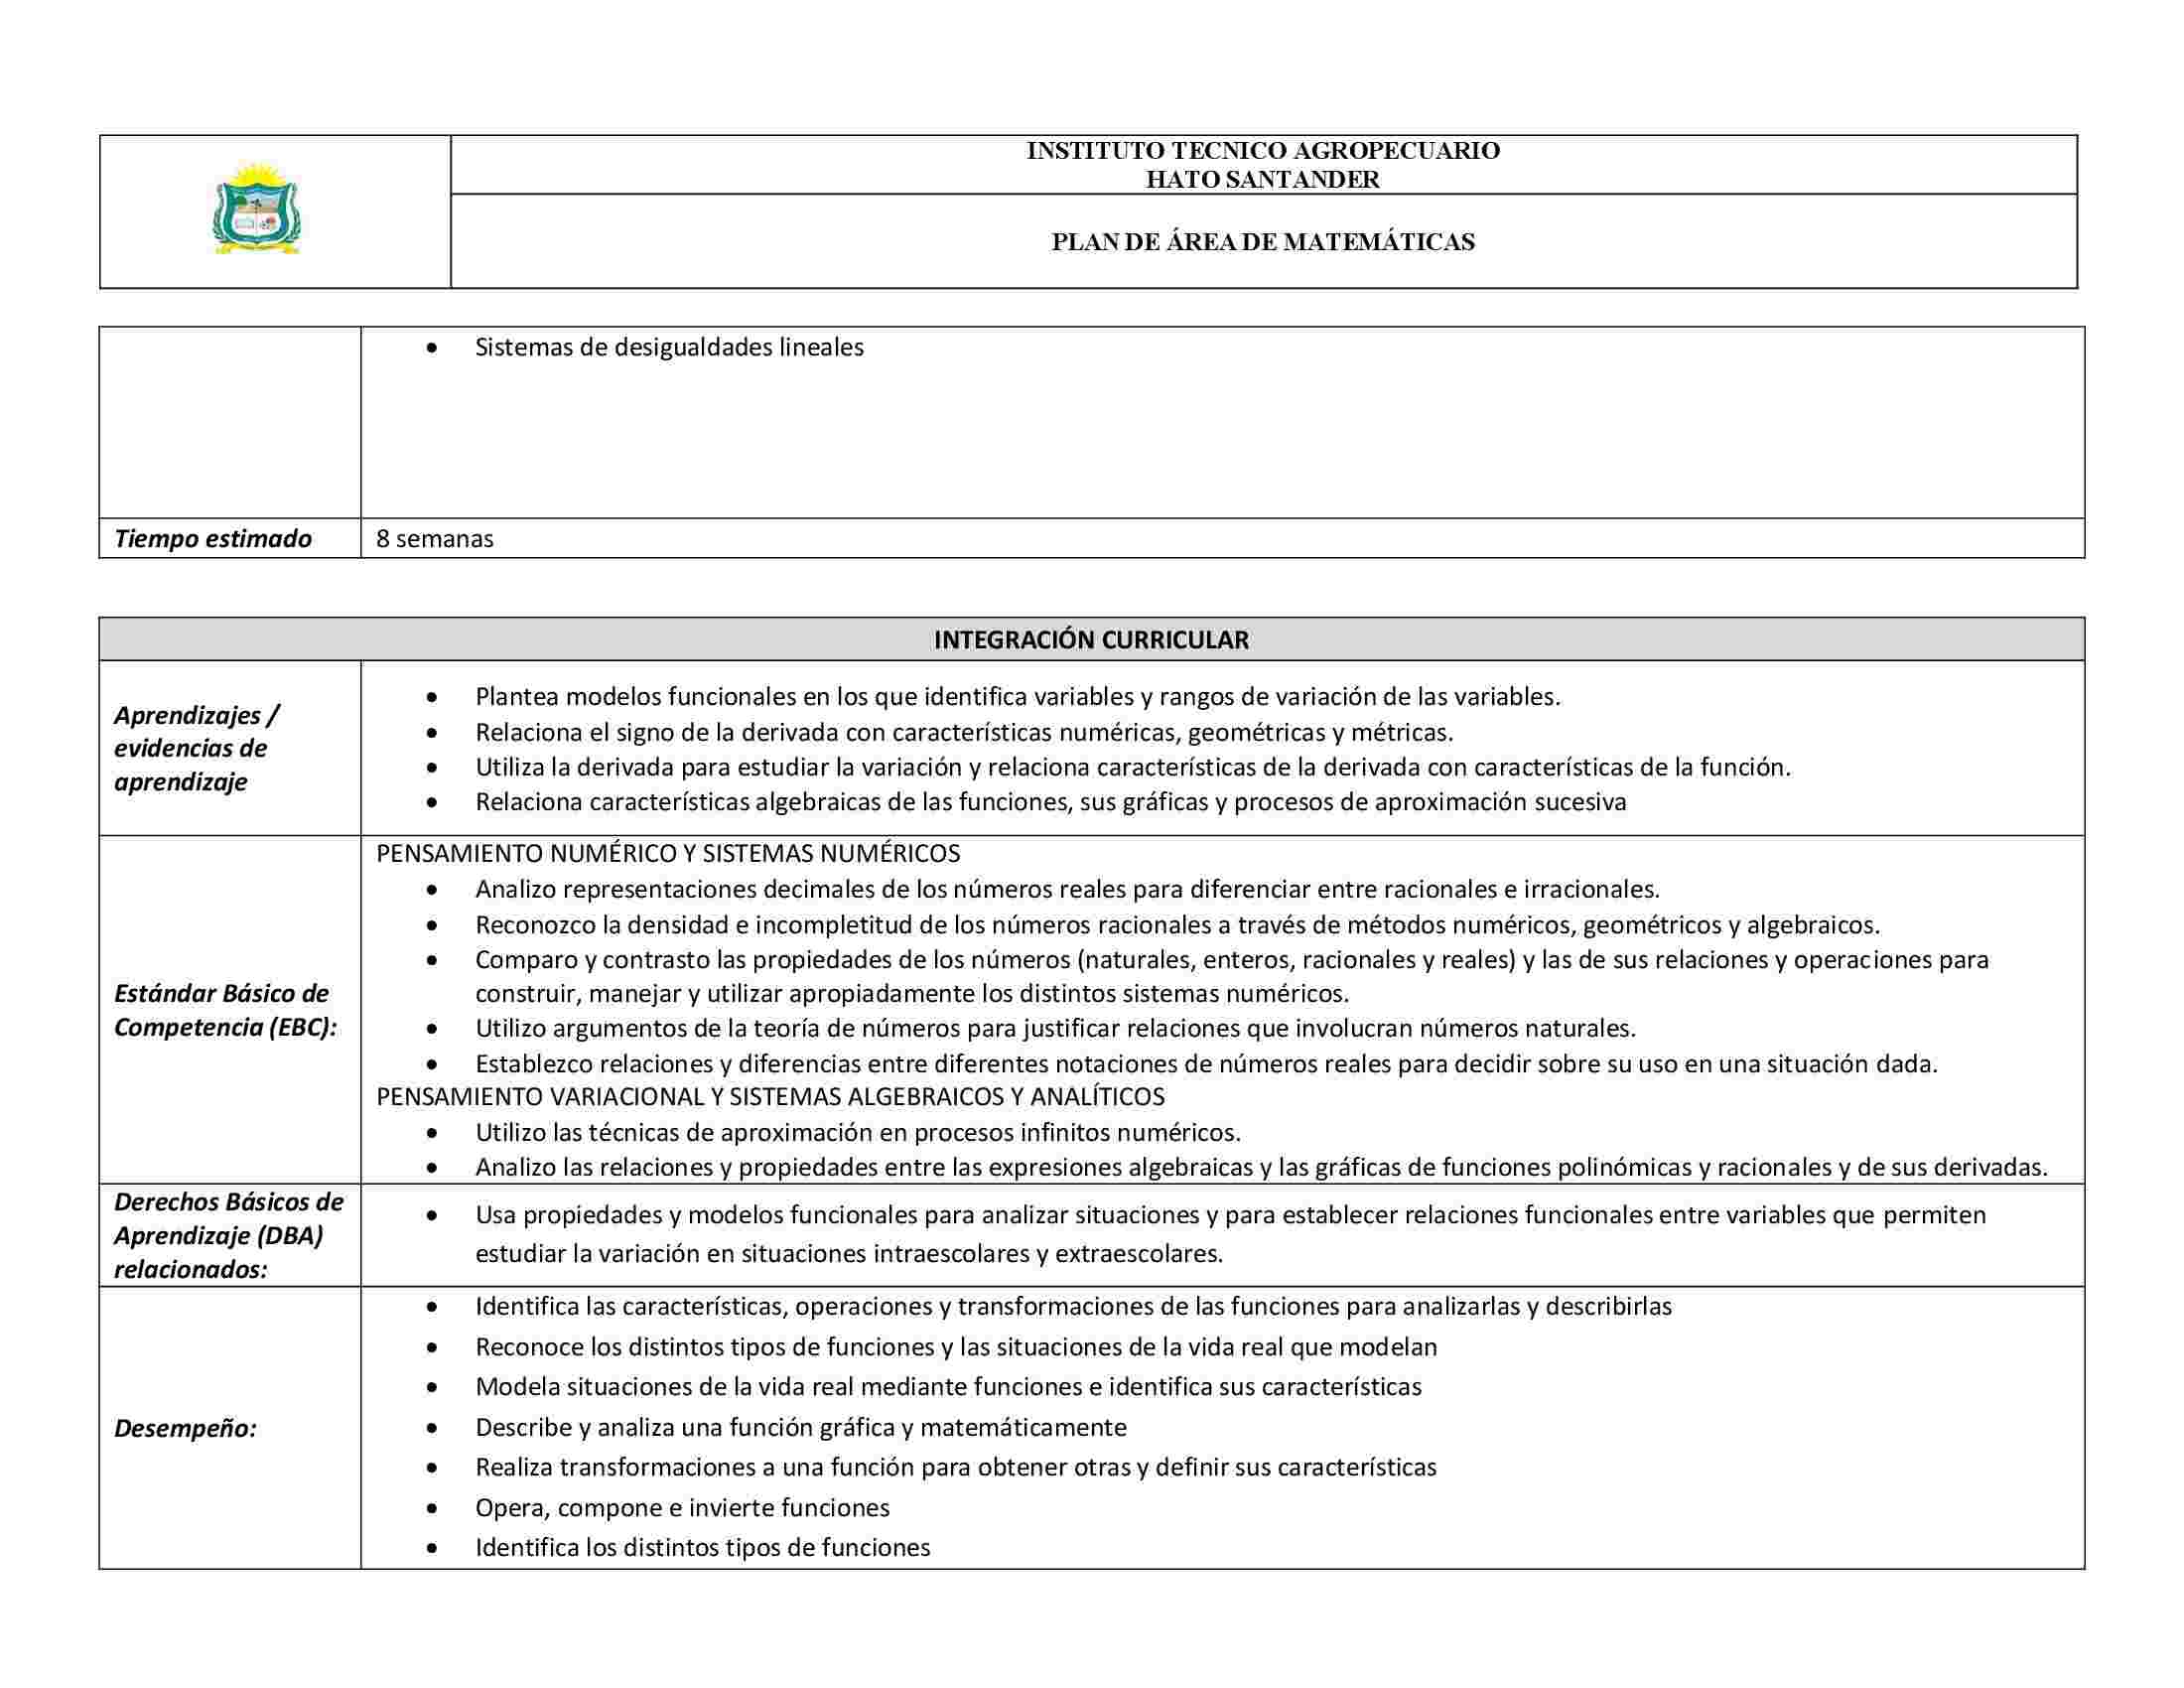 INSTITUTO TECNICO AGROPECUARIO
HATO SANTANDER
PLAN DE ÁREA DE MATEMÁTICAS
• Sistemas de desigualdades lineales
Tiempo estimado
8 semanas
INTEGRACIÓN CURRICULAR
Aprendizajes /
evidencias de
aprendizaje
• Plantea modelos funcionales en los que identifica variables y rangos de variación de las variables.
• Relaciona el signo de la derivada con características numéricas, geométricas y métricas.
• Utiliza la derivada para estudiar la variación y relaciona características de la derivada con características de la función.
• Relaciona características algebraicas de las funciones, sus gráficas y procesos de aproximación sucesiva
Estándar Básico de
Competencia (EBC):
PENSAMIENTO NUMÉRICO Y SISTEMAS NUMÉRICOS
• Analizo representaciones decimales de los números reales para diferenciar entre racionales e irracionales.
• Reconozco la densidad e incompletitud de los números racionales a través de métodos numéricos, geométricos y algebraicos.
• Comparo y contrasto las propiedades de los números (naturales, enteros, racionales y reales) y las de sus relaciones y operaciones para
construir, manejar y utilizar apropiadamente los distintos sistemas numéricos.
• Utilizo argumentos de la teoría de números para justificar relaciones que involucran números naturales.
• Establezco relaciones y diferencias entre diferentes notaciones de números reales para decidir sobre su uso en una situación dada.
PENSAMIENTO VARIACIONAL Y SISTEMAS ALGEBRAICOS Y ANALÍTICOS
• Utilizo las técnicas de aproximación en procesos infinitos numéricos.
• Analizo las relaciones y propiedades entre las expresiones algebraicas y las gráficas de funciones polinómicas y racionales y de sus derivadas.
Derechos Básicos de
Aprendizaje (DBA)
relacionados:
• Usa propiedades y modelos funcionales para analizar situaciones y para establecer relaciones funcionales entre variables que permiten
estudiar la variación en situaciones intraescolares y extraescolares.
Desempeño:
• Identifica las características, operaciones y transformaciones de las funciones para analizarlas y describirlas
• Reconoce los distintos tipos de funciones y las situaciones de la vida real que modelan
• Modela situaciones de la vida real mediante funciones e identifica sus características
• Describe y analiza una función gráfica y matemáticamente
• Realiza transformaciones a una función para obtener otras y definir sus características
• Opera, compone e invierte funciones
• Identifica los distintos tipos de funciones